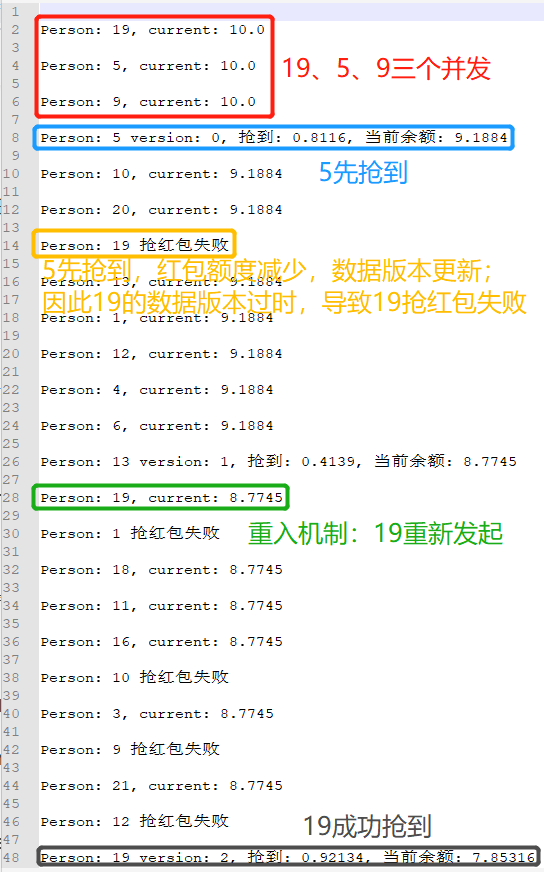 1
2 Person: 19, current: 10.0
3
4 Person: 5, current: 10.0
19、5、9三个并发
5
6 Person: 9, current: 10.0
7
8 Person: 5 version: 0, 抢到: 0.8116, 当前余额: 9.1884
9
10 Person: 10, current: 9.1884
5先抢到
11
12 Person: 20, current: 9.1884
13
14 Person: 19 抢红包失败
15
5先抢到，红包额度减少，数据版本更新；
16 Person: 13, current: 9.1884
17
因此19的数据版本过时，导致19抢红包失败
18 Person: 1, current: 9.1884
19
20 Person: 12, current: 9.1884
21
22 Person: 4, current: 9.1884
23
24 Person: 6, current: 9.1884
25
26 Person: 13 version: 1, 抢到: 0.4139, 当前余额: 8.7745
27
28 Person: 19, current: 8.7745
29
30 Person: 1 抢红包失败
重入机制：19重新发起
31
32 Person: 18, current: 8.7745
33
34 Person: 11, current: 8.7745
35
36 Person: 16, current: 8.7745
37
38 Person: 10 抢红包失败
39
40 Person: 3, current: 8.7745
41
42 Person: 9 抢红包失败
43
44 Person: 21, current: 8.7745
45
46 Person: 12 抢红包失败
19成功抢到
47
48 Person: 19 version: 2, 抢到: 0.92134, 当前余额: 7.85316